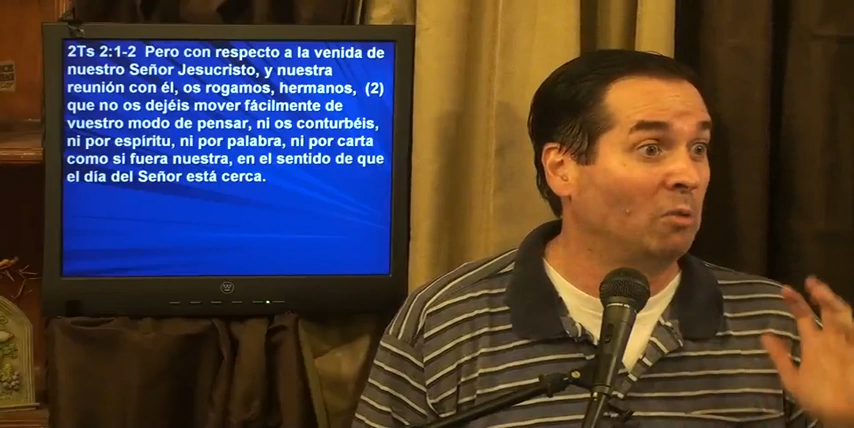 2Ts 2:1-2 Pero con respecto a la venida de
nuestro Señor Jesucristo, y nuestra
reunión con él, os rogamos, hermanos, (2)
que no os dejéis mover fácilmente de
vuestro modo de pensar, ni os conturbéis,
ni por espíritu, ni por palabra, ni por carta
como si fuera nuestra, en el sentido de que
el día del Señor está cerca.